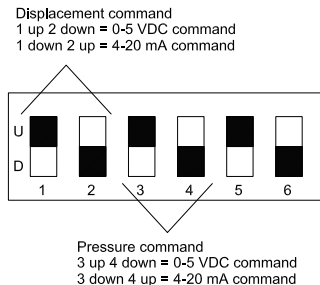 Displacement command
1 up 2 down = 0-5 VDC command
1 down 2 up = 4-20 mA command
U
D
1 2 3 4 5 6
Pressure command
3 up 4 down = 0-5 VDC command
3 down 4 up = 4-20 mA command